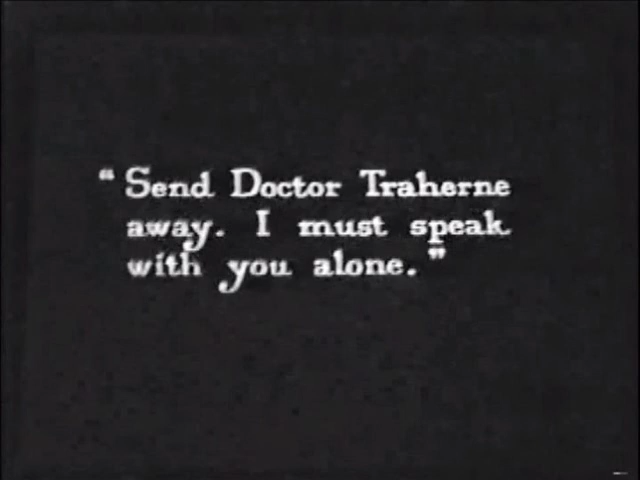 “Send Doctor Traherne
away. I must speak
with you alone.”